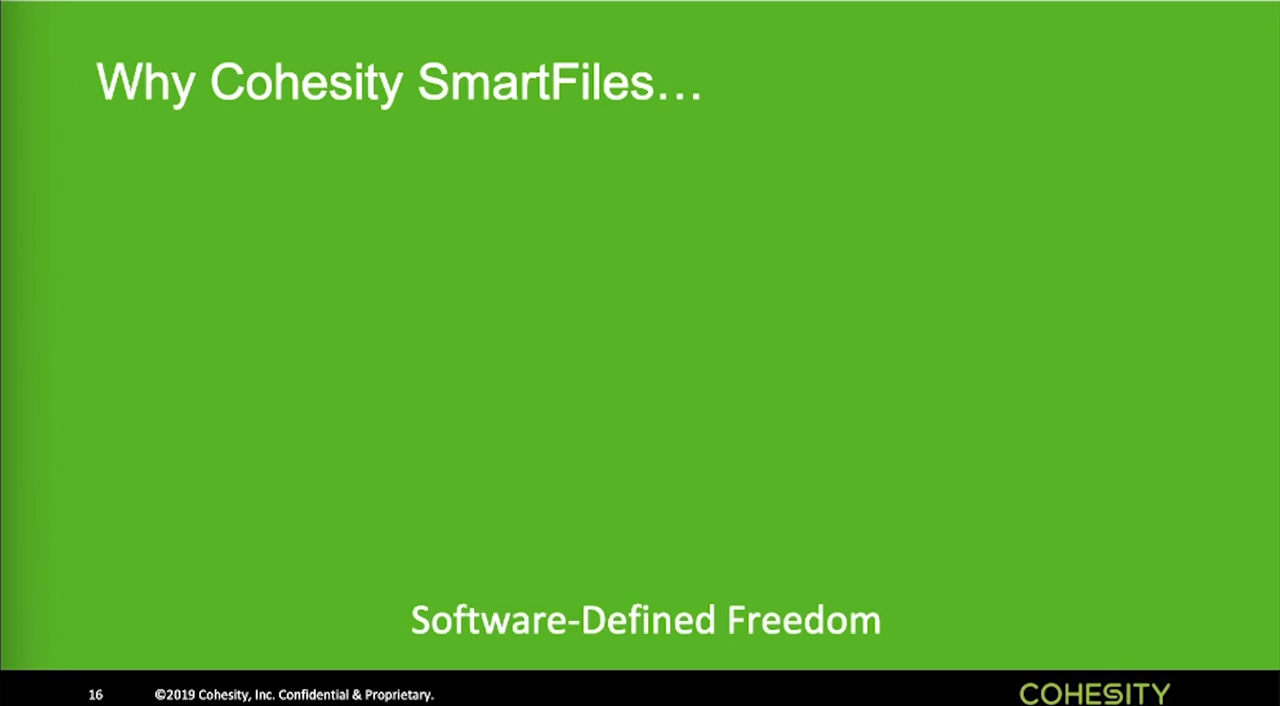 Why Cohesity SmartFiles…
Software-Defined Freedom
16 ©2019 Cohesity, Inc. Confidential & Proprietary. COHESITY